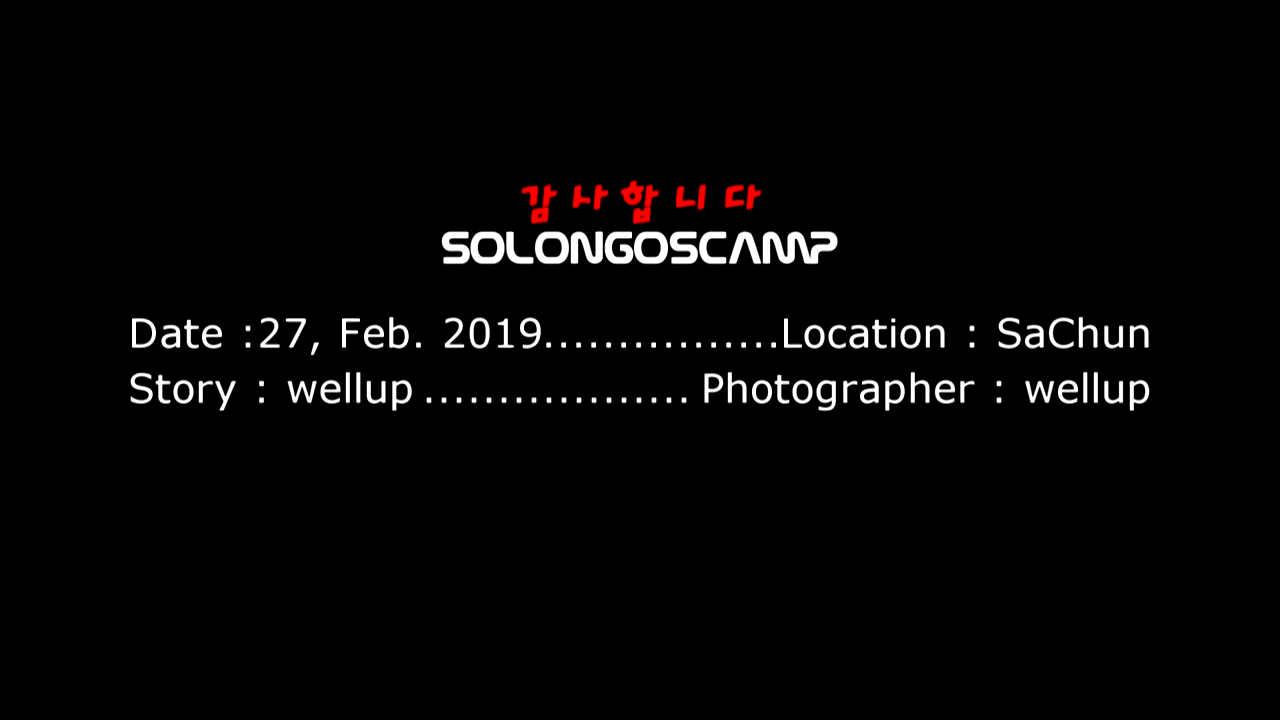 감사합니다
SOLONGOSCAMP
Date :27, Feb. 2019................Location : SaChun
Story : wellup .................. Photographer : wellup